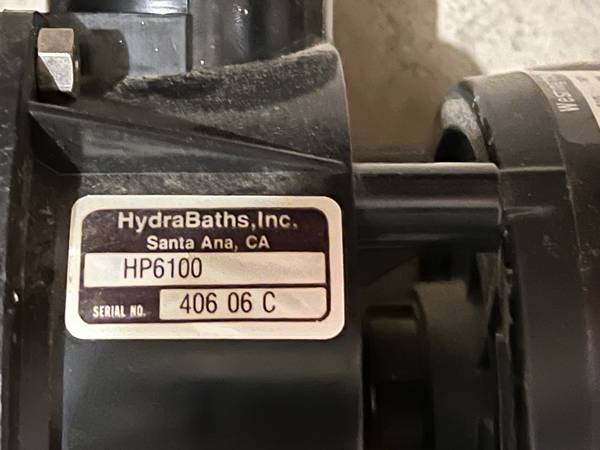 HydraBaths,Inc.
Santa Ana, CA
HP6100
SERIAL NO. 406 06 C